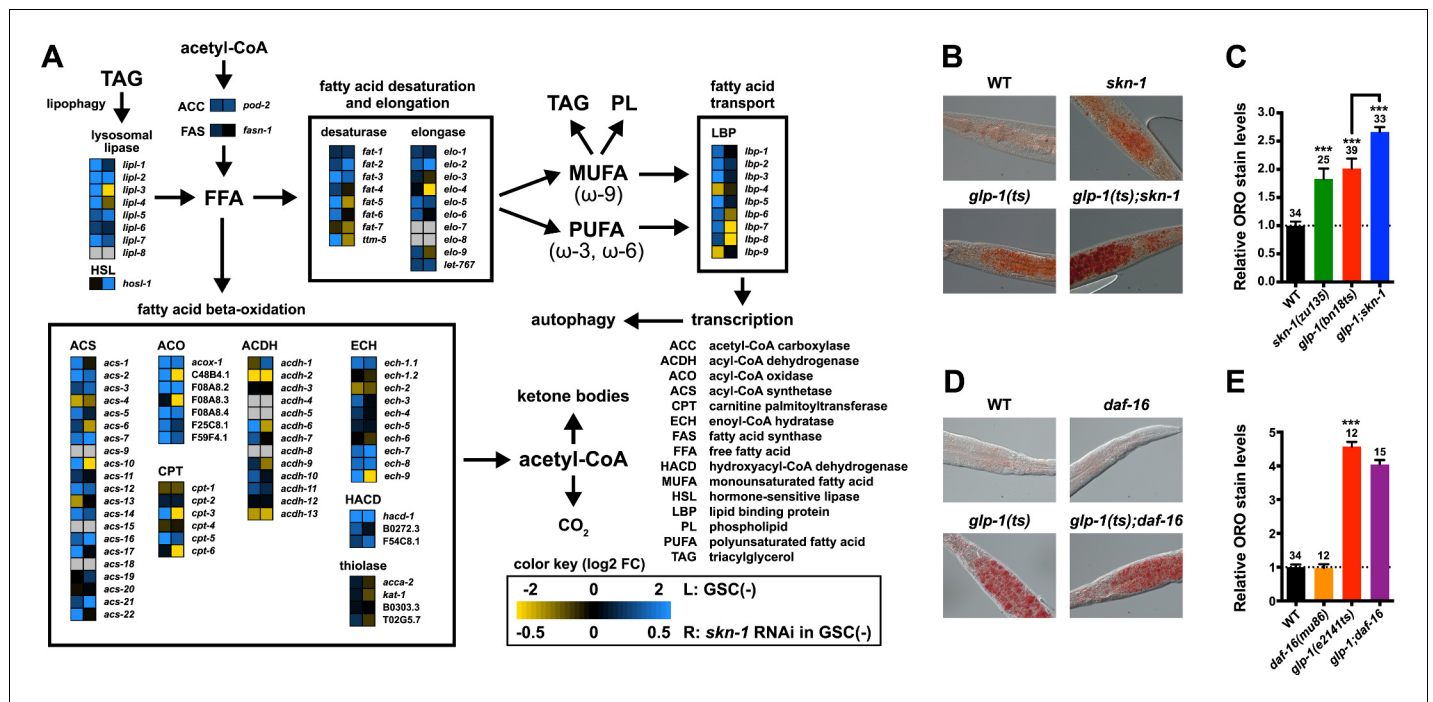 A
acetyl-CoA
TAG
lipophagy
ACC pod-2
FAS fasn-1
lysosomal
lipase
lipl-1
lipl-2
lipl-3
lipl-4
lipl-5
lipl-6
lipl-7
lipl-8
HSL
hosl-1
FFA
fatty acid desaturation
and elongation
desaturase
fat-1
fat-2
fat-3
fat-4
fat-5
fat-6
fat-7
ttm-5
elongase
elo-1
elo-2
elo-3
elo-4
elo-5
elo-6
elo-7
elo-8
elo-9
let-767
TAG PL
MUFA
(ω-9)
PUFA
(ω-3, ω-6)
fatty acid
transport
LBP
lbp-1
lbp-2
lbp-3
lbp-4
lbp-5
lbp-6
lbp-7
lbp-8
lbp-9
autophagy
transcription
fatty acid beta-oxidation
ACS
acs-1
acs-2
acs-3
acs-4
acs-5
acs-6
acs-7
acs-9
acs-10
acs-11
acs-12
acs-13
acs-14
acs-15
acs-16
acs-17
acs-18
acs-19
acs-20
acs-21
acs-22
ACO
acox-1
C48B4.1
F08A8.2
F08A8.3
F08A8.4
F25C8.1
F59F4.1
CPT
cpt-1
cpt-2
cpt-3
cpt-4
cpt-5
cpt-6
ACDH
acdh-1
acdh-2
acdh-3
acdh-4
acdh-5
acdh-6
acdh-7
acdh-8
acdh-9
acdh-10
acdh-11
acdh-12
acdh-13
ECH
ech-1.1
ech-1.2
ech-2
ech-3
ech-4
ech-5
ech-6
ech-7
ech-8
ech-9
HACD
hacd-1
B0272.3
F54C8.1
thiolase
acca-2
kat-1
B0303.3
T02G5.7
ketone bodies
acetyl-CoA
CO2
ACC acetyl-CoA carboxylase
ACDH acyl-CoA dehydrogenase
ACO acyl-CoA oxidase
ACS acyl-CoA synthetase
CPT carnitine palmitoyltransferase
ECH enoyl-CoA hydratase
FAS fatty acid synthase
FFA free fatty acid
HACD hydroxyacyl-CoA dehydrogenase
MUFA monounsaturated fatty acid
HSL hormone-sensitive lipase
LBP lipid binding protein
PL phospholipid
PUFA polyunsaturated fatty acid
TAG triacylglycerol
color key (log2 FC)
-2 0 2 L: GSC(-)
-0.5 0 0.5 R: skn-1 RNAi in GSC(-)
B
WT skn-1
glp-1(ts) glp-1(ts);skn-1
C
Relative ORO stain levels
3.0
2.5
2.0
1.5
1.0
0.5
0.0
34
***
25
***
39
***
33
WT
skn-1(zu135)
glp-1(bn18ts)
glp-1;skn-1
D
WT daf-16
glp-1(ts) glp-1(ts);daf-16
E
Relative ORO stain levels
5
4
3
2
1
0
34
12
***
12
15
WT
daf-16(mu86)
glp-1(e2141ts)
glp-1;daf-16